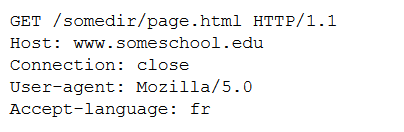 GET /somedir/page.html HTTP/1.1
Host: www.someschool.edu
Connection: close
User-agent: Mozilla/5.0
Accept-language: fr